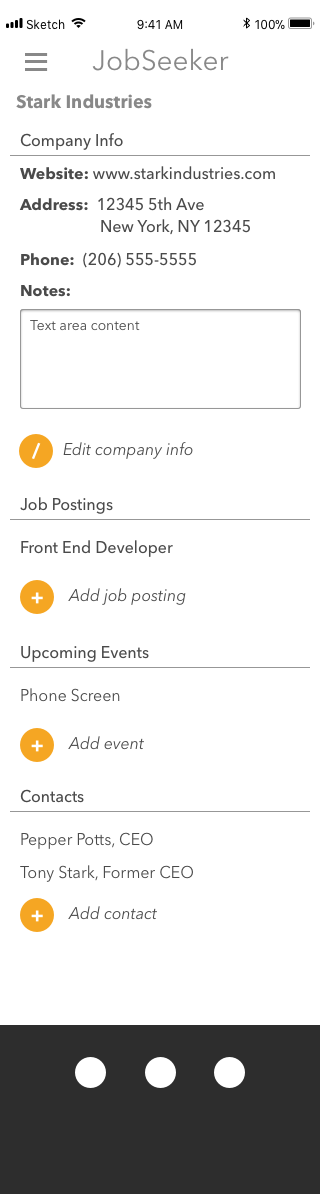 Sketch 9:41 AM 100%
JobSeeker
Stark Industries
Company Info
Website: www.starkindustries.com
Address: 12345 5th Ave
New York, NY 12345
Phone: (206) 555-5555
Notes:
Text area content
/ Edit company info
Job Postings
Front End Developer
+ Add job posting
Upcoming Events
Phone Screen
+ Add event
Contacts
Pepper Potts, CEO
Tony Stark, Former CEO
+ Add contact